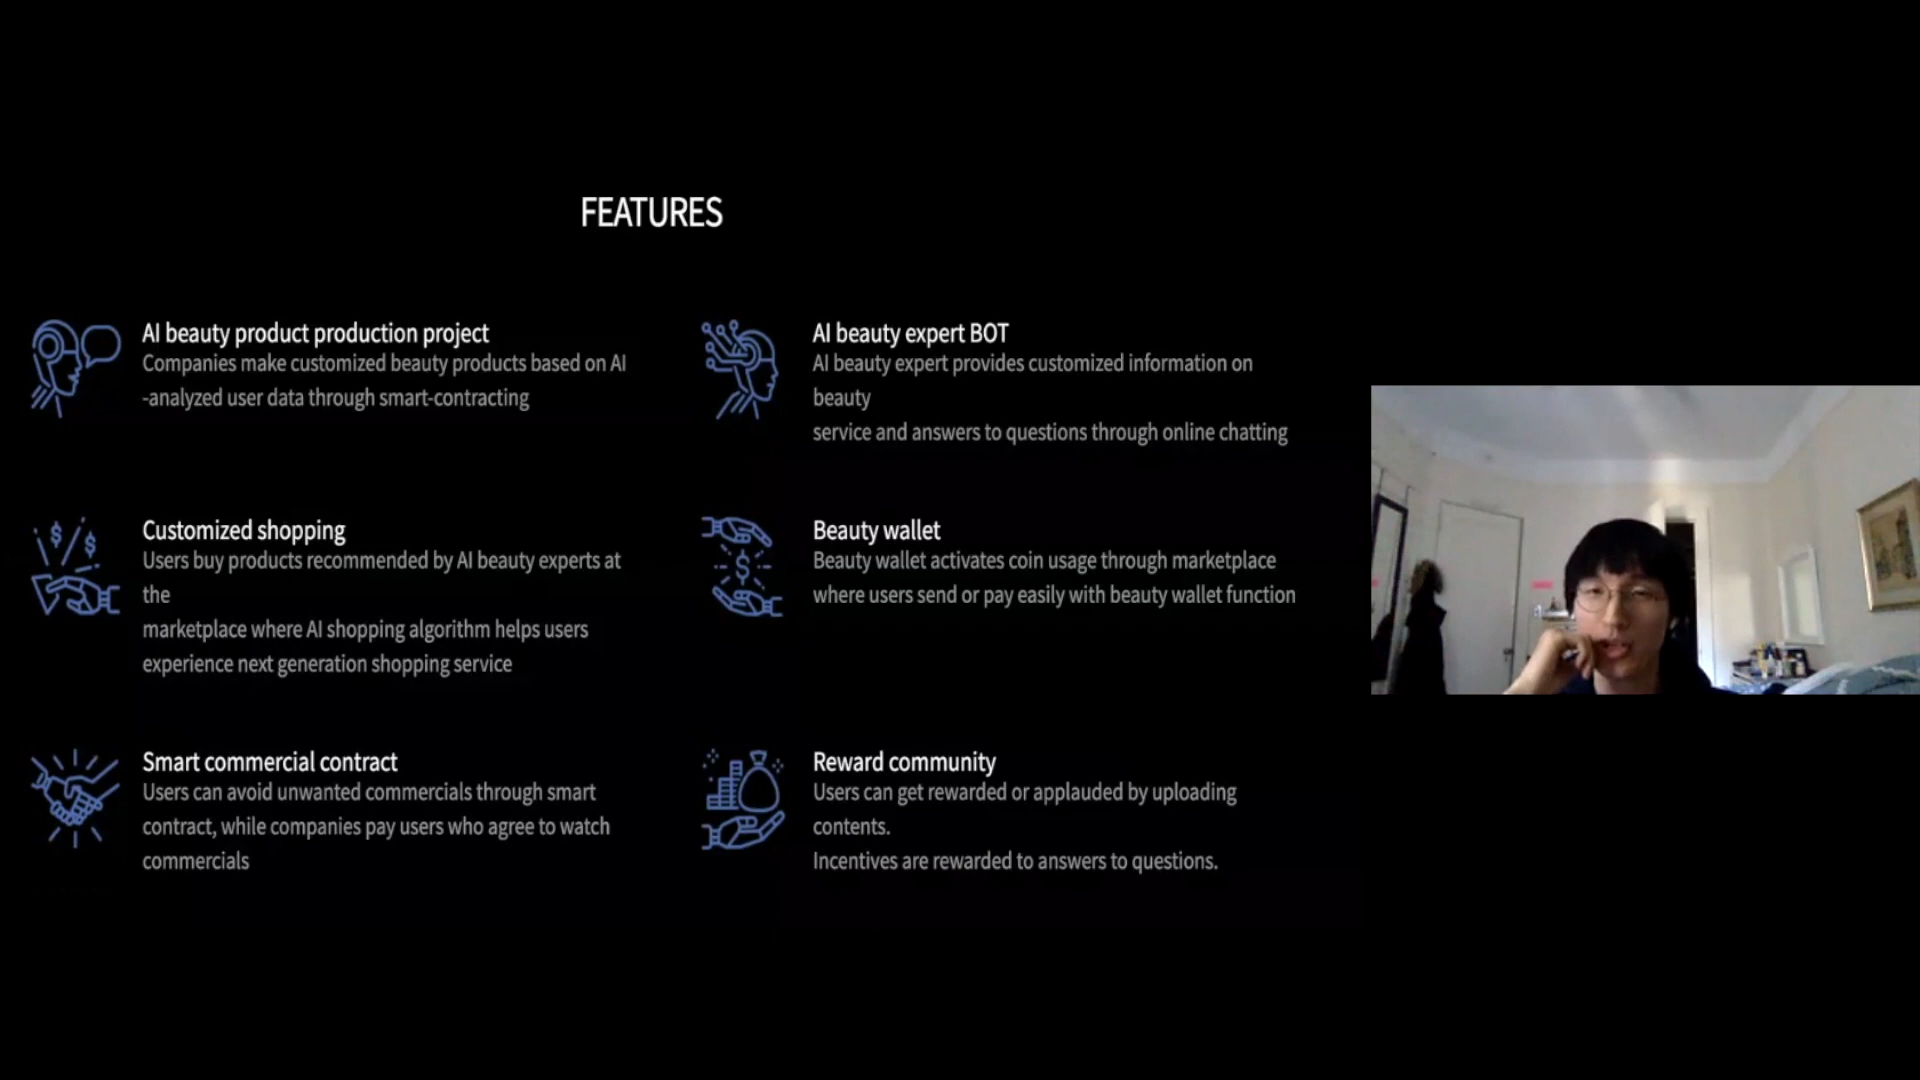 FEATURES
AI beauty product production project
Companies make customized beauty products based on AI
-analyzed user data through smart-contracting
AI beauty expert BOT
AI beauty expert provides customized information on
beauty
service and answers to questions through online chatting
Customized shopping
Users buy products recommended by AI beauty experts at
the
marketplace where AI shopping algorithm helps users
experience next generation shopping service
Beauty wallet
Beauty wallet activates coin usage through marketplace
where users send or pay easily with beauty wallet function
Smart commercial contract
Users can avoid unwanted commercials through smart
contract, while companies pay users who agree to watch
commercials
Reward community
Users can get rewarded or applauded by uploading
contents.
Incentives are rewarded to answers to questions.